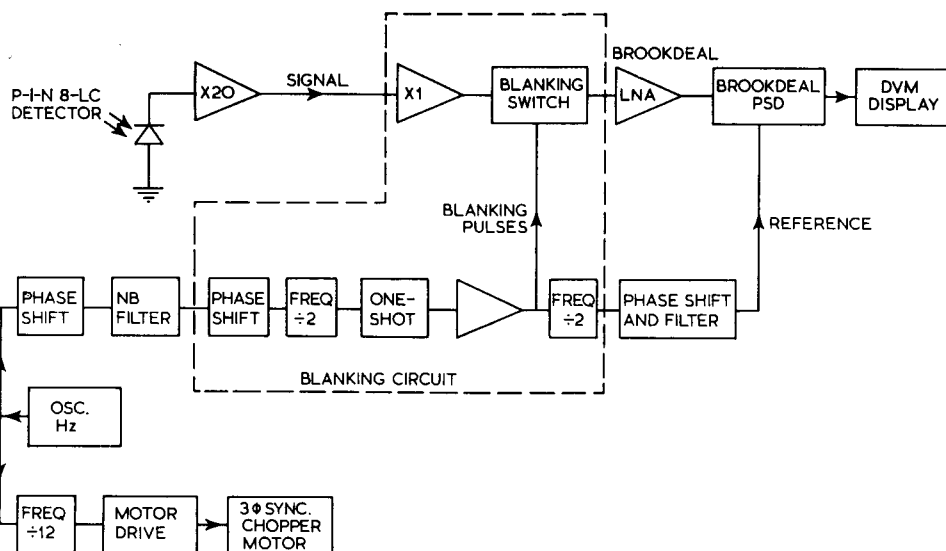 BROOKDEAL
P-I-N 8-LC
DETECTOR
X20
SIGNAL
X1
BLANKING
SWITCH
LNA
BROOKDEAL
PSD
DVM
DISPLAY
BLANKING
PULSES
REFERENCE
PHASE
SHIFT
NB
FILTER
PHASE
SHIFT
FREQ
÷2
ONE-
SHOT
FREQ
÷2
PHASE SHIFT
AND FILTER
BLANKING CIRCUIT
OSC.
Hz
FREQ
÷12
MOTOR
DRIVE
3Φ SYNC.
CHOPPER
MOTOR